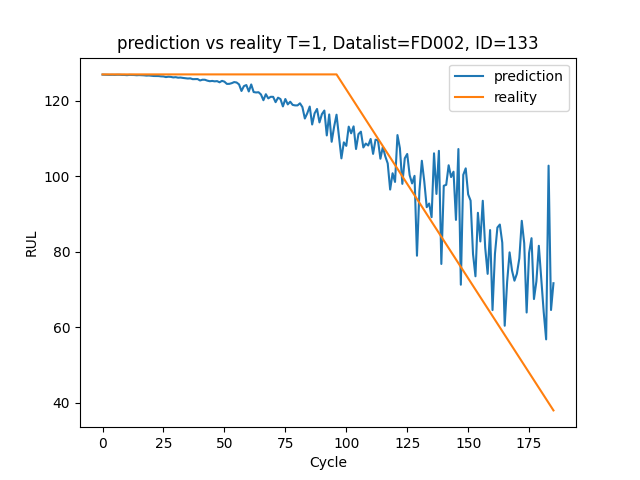 prediction vs reality T=1, Datalist=FD002, ID=133
prediction
reality
120
100
80
60
40
RUL
0 25 50 75 100 125 150 175
Cycle